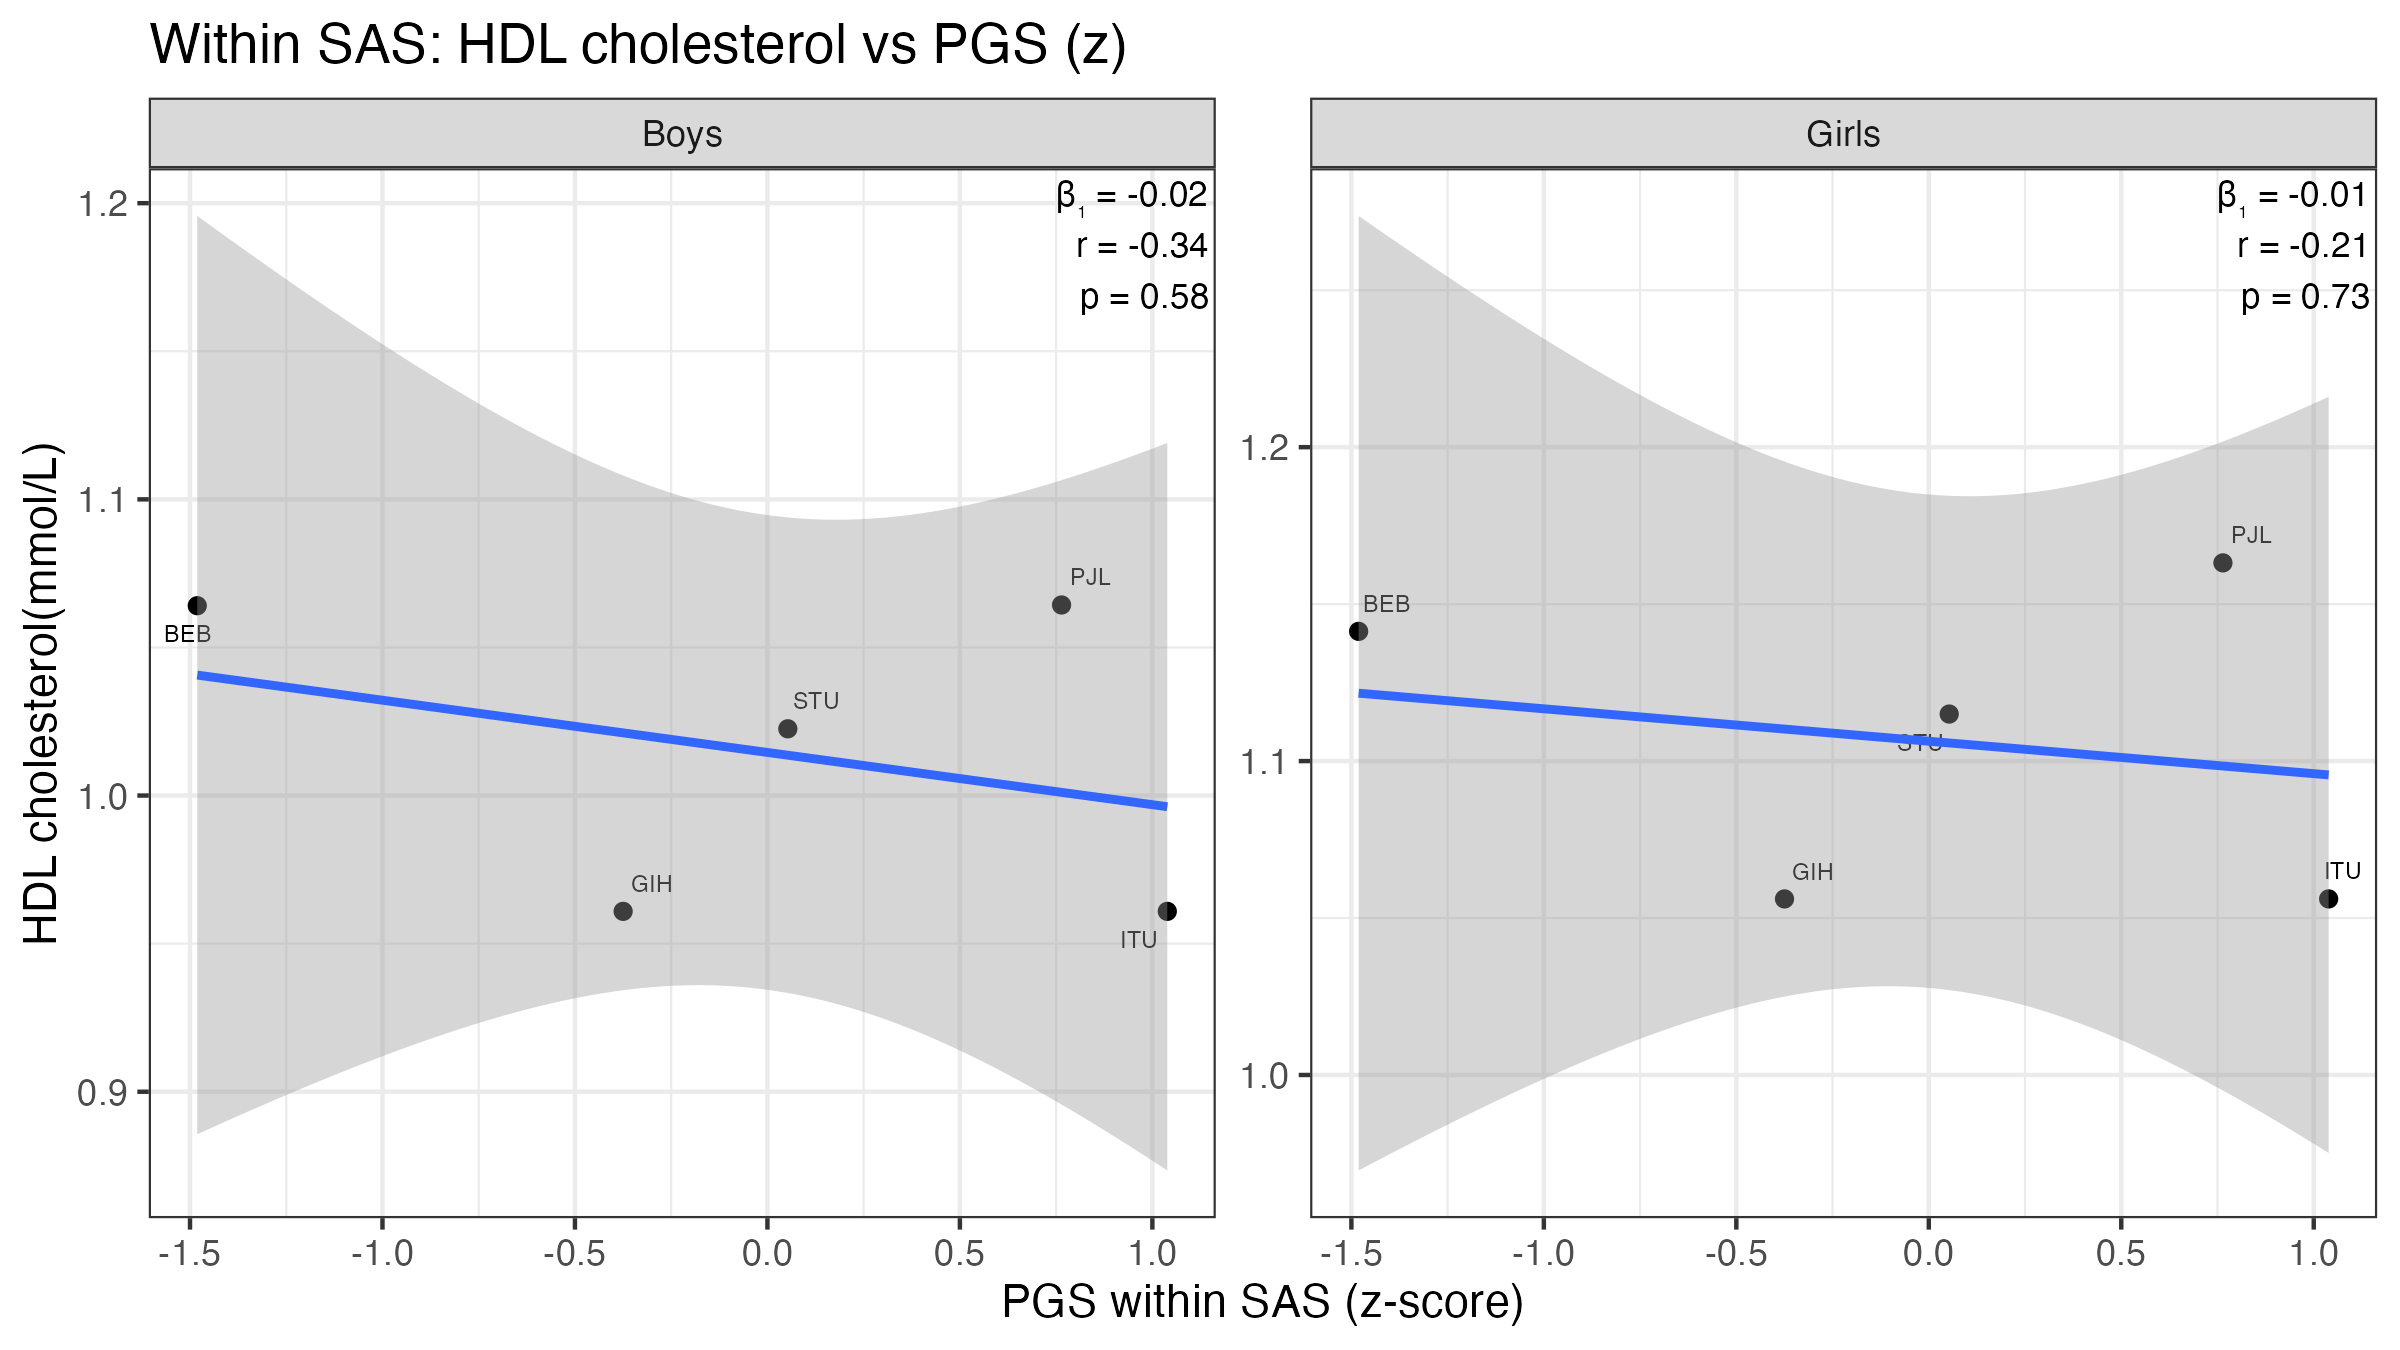 Within SAS: HDL cholesterol vs PGS (z)
Boys
Girls
HDL cholesterol(mmol/L)
1.2
1.1
1.0
0.9
β₁ = -0.02
r = -0.34
p = 0.58
BEB
PJL
STU
GIH
ITU
-1.5 -1.0 -0.5 0.0 0.5 1.0
1.2
1.1
1.0
β₁ = -0.01
r = -0.21
p = 0.73
PJL
BEB
STU
GIH
ITU
-1.5 -1.0 -0.5 0.0 0.5 1.0
PGS within SAS (z-score)